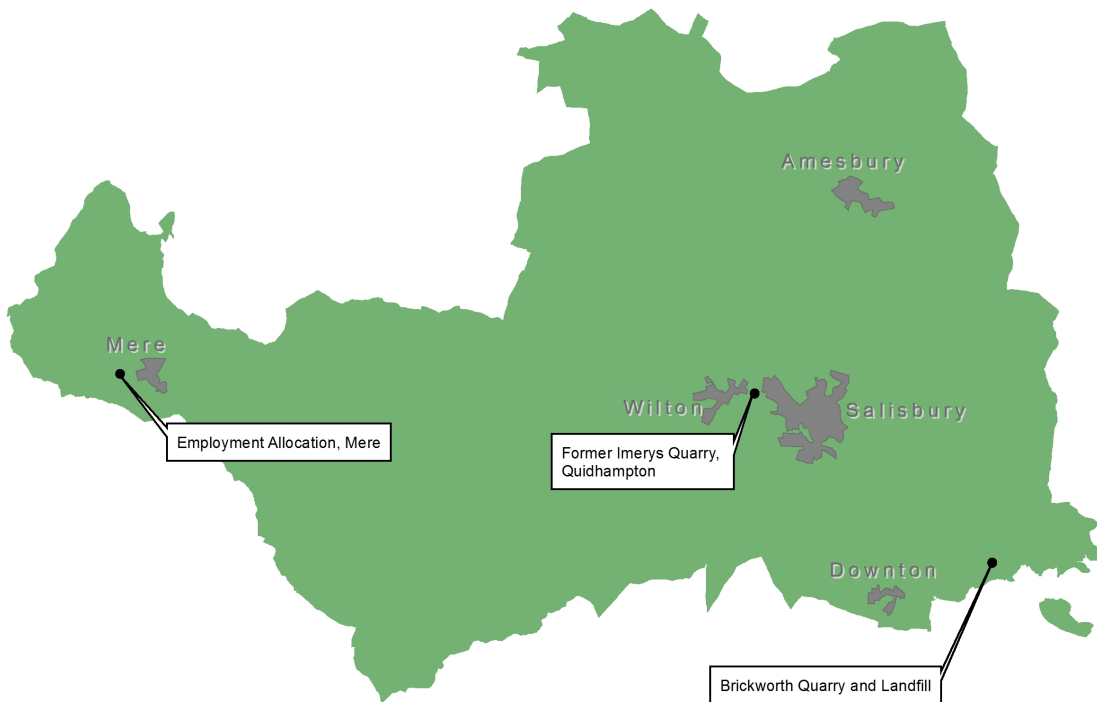 Amesbury
Mere
Wilton
Salisbury
Employment Allocation, Mere
Former Imerys Quarry,
Quidhampton
Downton
Brickworth Quarry and Landfill